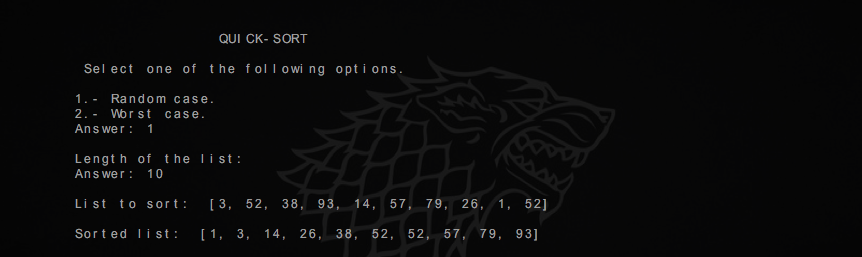 QUICK-SORT
Select one of the following options.
1.- Random case.
2.- Worst case.
Answer: 1
Length of the list:
Answer: 10
List to sort: [3, 52, 38, 93, 14, 57, 79, 26, 1, 52]
Sorted list: [1, 3, 14, 26, 38, 52, 52, 57, 79, 93]